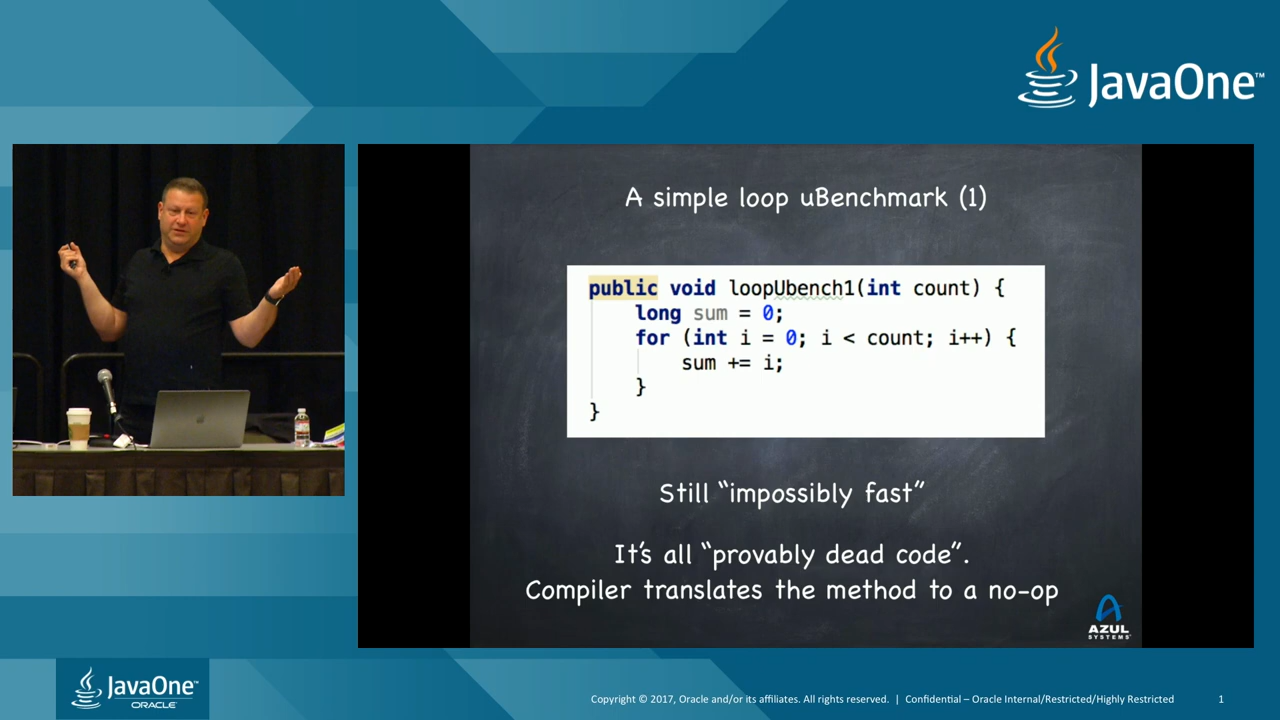 JavaOne™
A simple loop uBenchmark (1)
public void loopUbench1(int count) {
long sum = 0;
for (int i = 0; i < count; i++) {
sum += i;
}
}
Still “impossibly fast”
It’s all “provably dead code”.
Compiler translates the method to a no-op
AZUL
SYSTEMS
JavaOne™
ORACLE
Copyright © 2017, Oracle and/or its affiliates. All rights reserved. | Confidential – Oracle Internal/Restricted/Highly Restricted 1